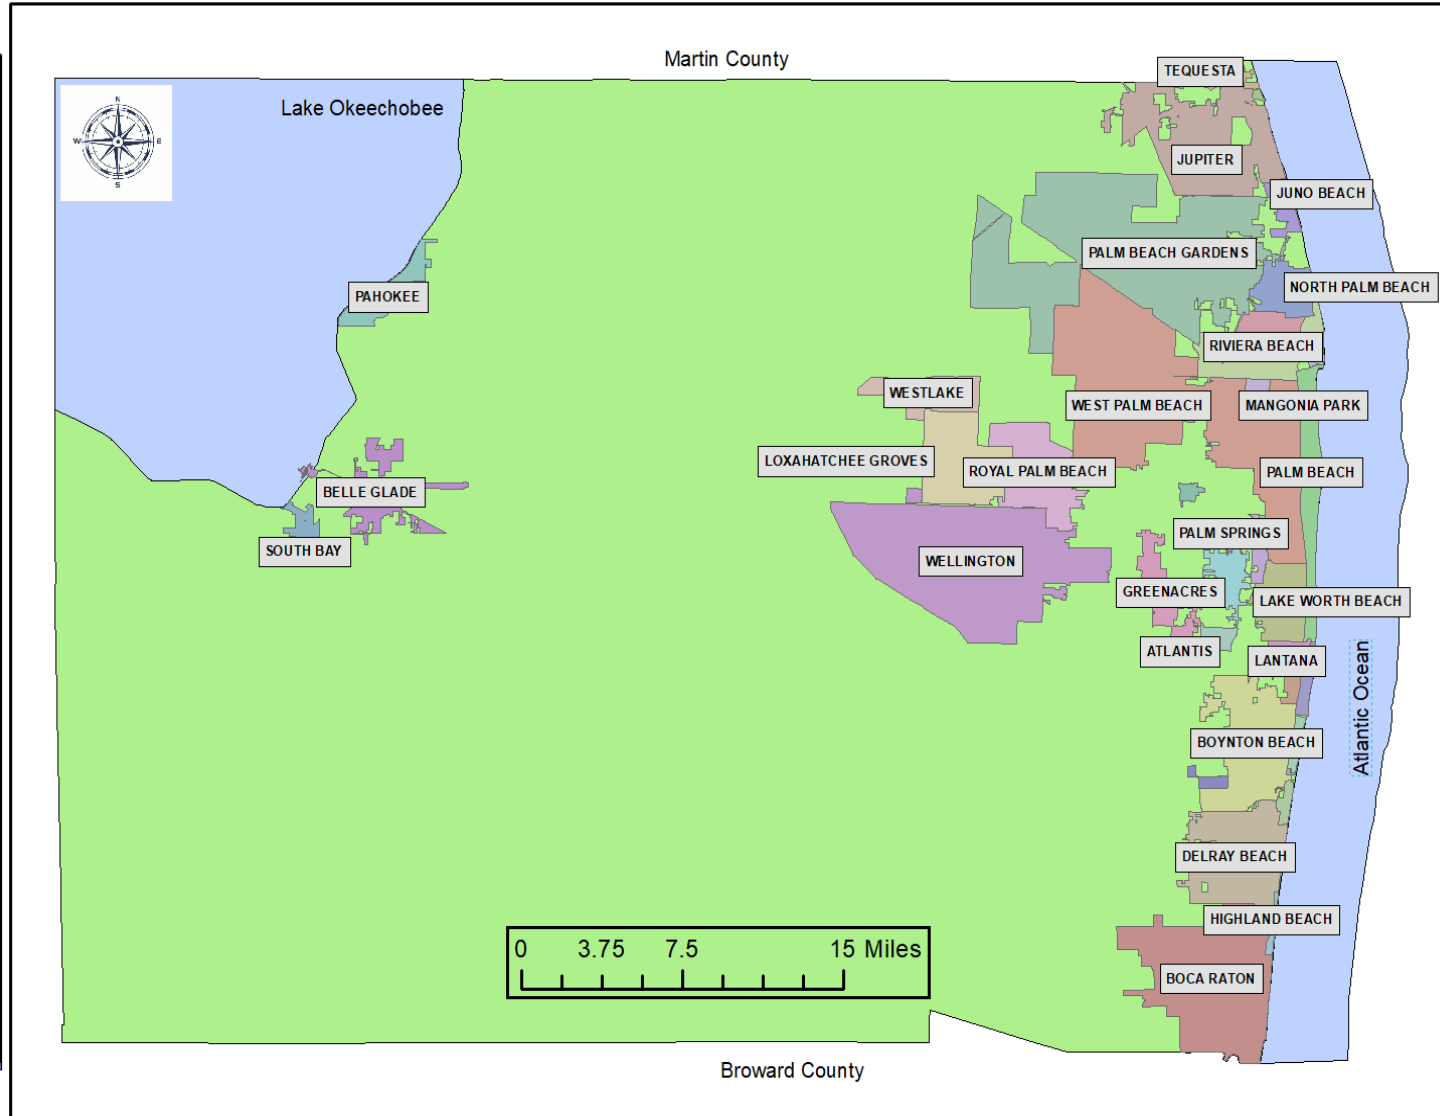 Martin County
TEQUESTA
Lake Okeechobee
N
W E
S
JUPITER
JUNO BEACH
PALM BEACH GARDENS
NORTH PALM BEACH
PAHOKEE
RIVIERA BEACH
WESTLAKE
WEST PALM BEACH
MANGONIA PARK
LOXAHATCHEE GROVES
ROYAL PALM BEACH
PALM BEACH
BELLE GLADE
PALM SPRINGS
SOUTH BAY
WELLINGTON
GREENACRES
LAKE WORTH BEACH
ATLANTIS
LANTANA
Atlantic Ocean
BOYNTON BEACH
DELRAY BEACH
HIGHLAND BEACH
0 3.75 7.5 15 Miles
BOCA RATON
Broward County